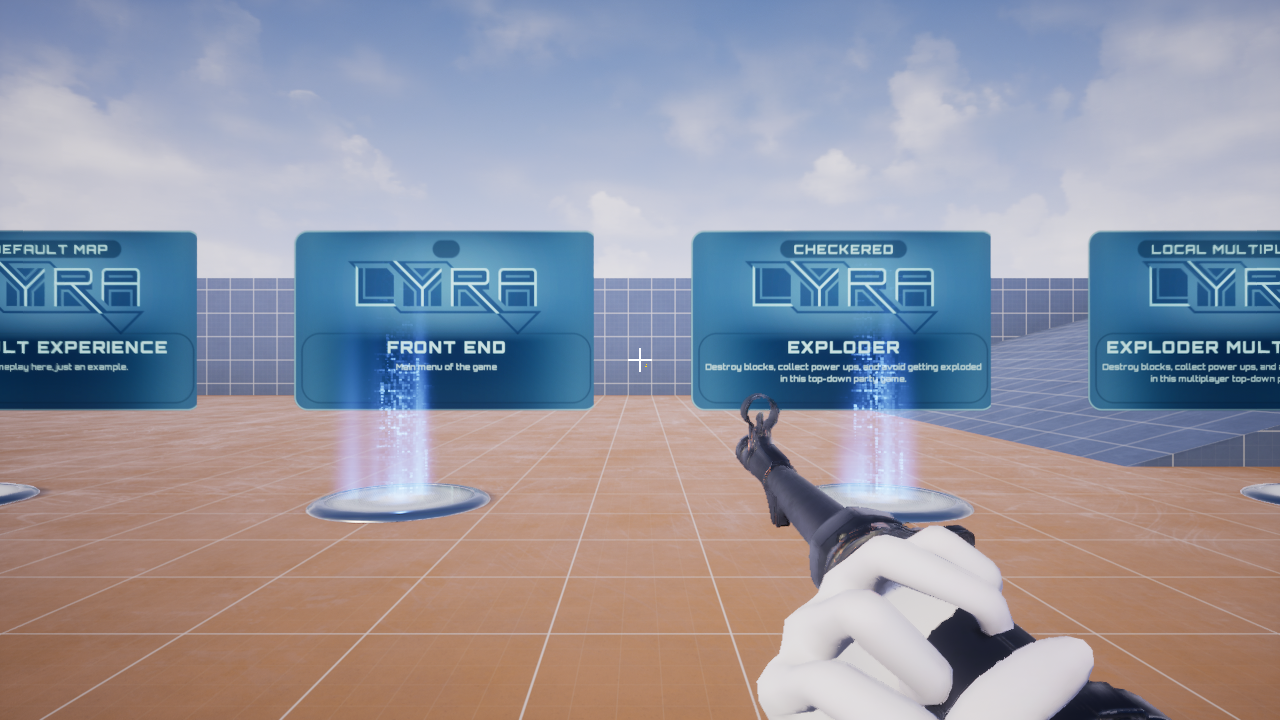 EFAULT MAP
LYRA
LT EXPERIENCE
meplay here, just an example.
LYRA
FRONT END
Main menu of the game
CHECKERED
LYRA
EXPLODER
Destroy blocks, collect power ups, and avoid getting exploded
in this top-down party game.
LOCAL MULTIPL
LYR
EXPLODER MULT
Destroy blocks, collect power ups, and
in this multiplayer top-down p